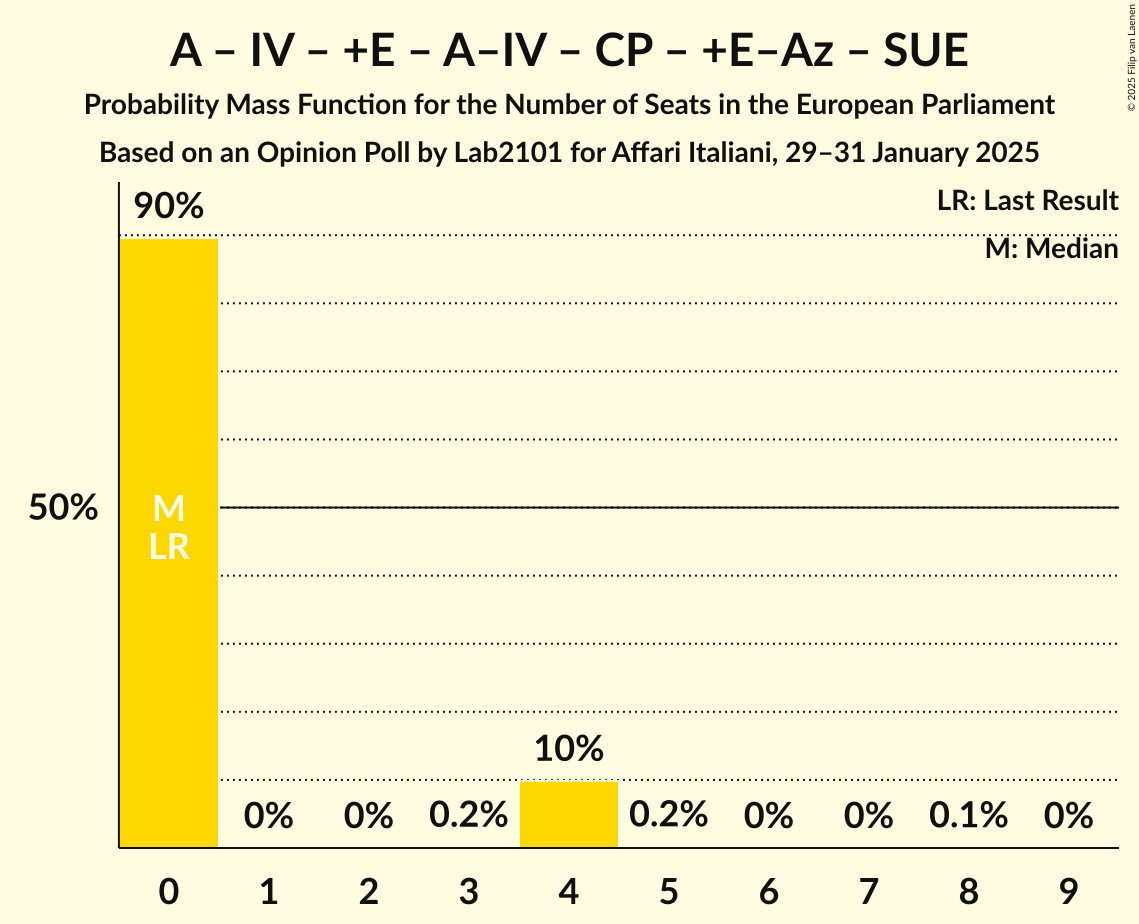 A – IV – +E – A–IV – CP – +E–Az – SUE
Probability Mass Function for the Number of Seats in the European Parliament
Based on an Opinion Poll by Lab2101 for Affari Italiani, 29–31 January 2025
© 2025 Filip van Laenen
LR: Last Result
M: Median
90%
50%
M
LR
10%
0% 0% 0.2% 0.2% 0% 0% 0.1% 0%
0 1 2 3 4 5 6 7 8 9